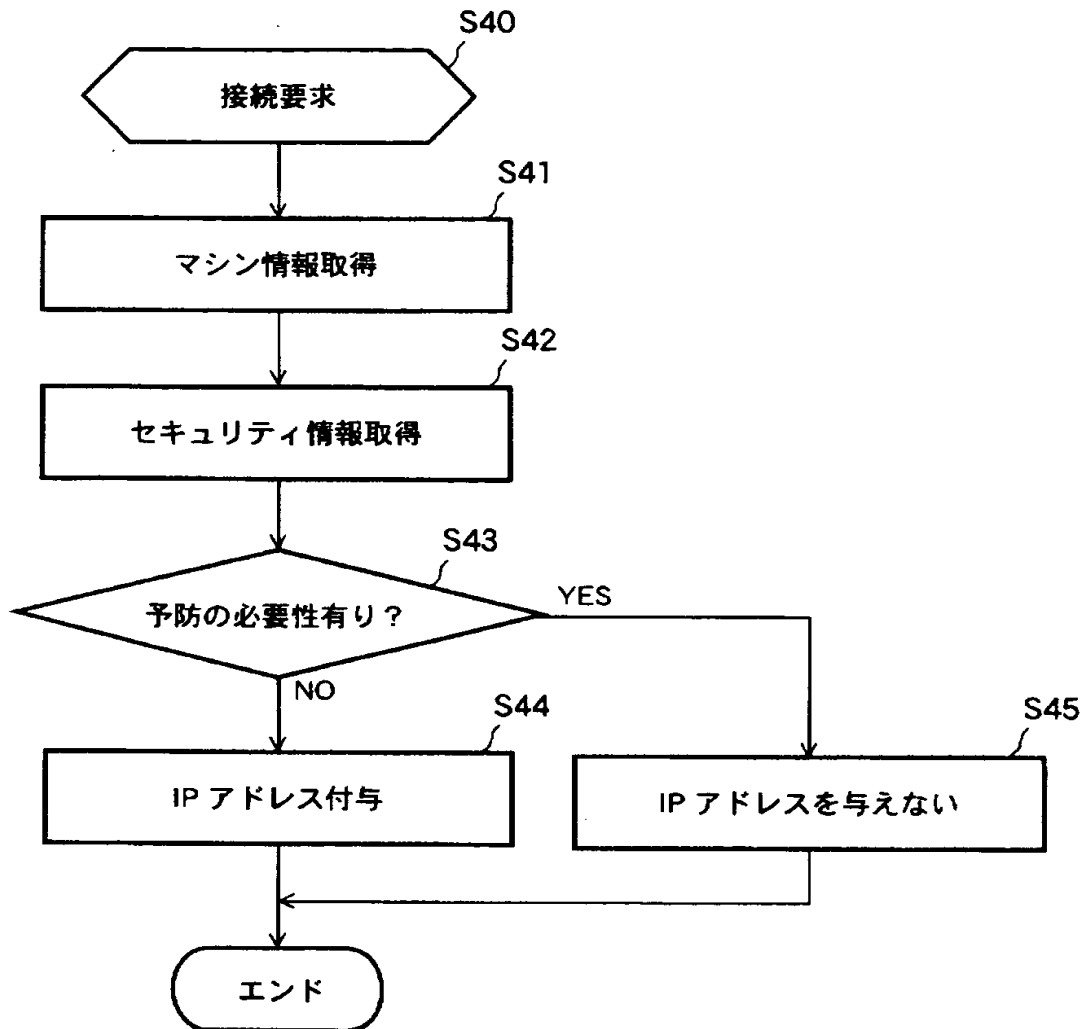 S40
接続要求
S41
マシン情報取得
S42
セキュリティ情報取得
S43
予防の必要性有り？
YES
NO
S44
IP アドレス付与
S45
IP アドレスを与えない
エンド